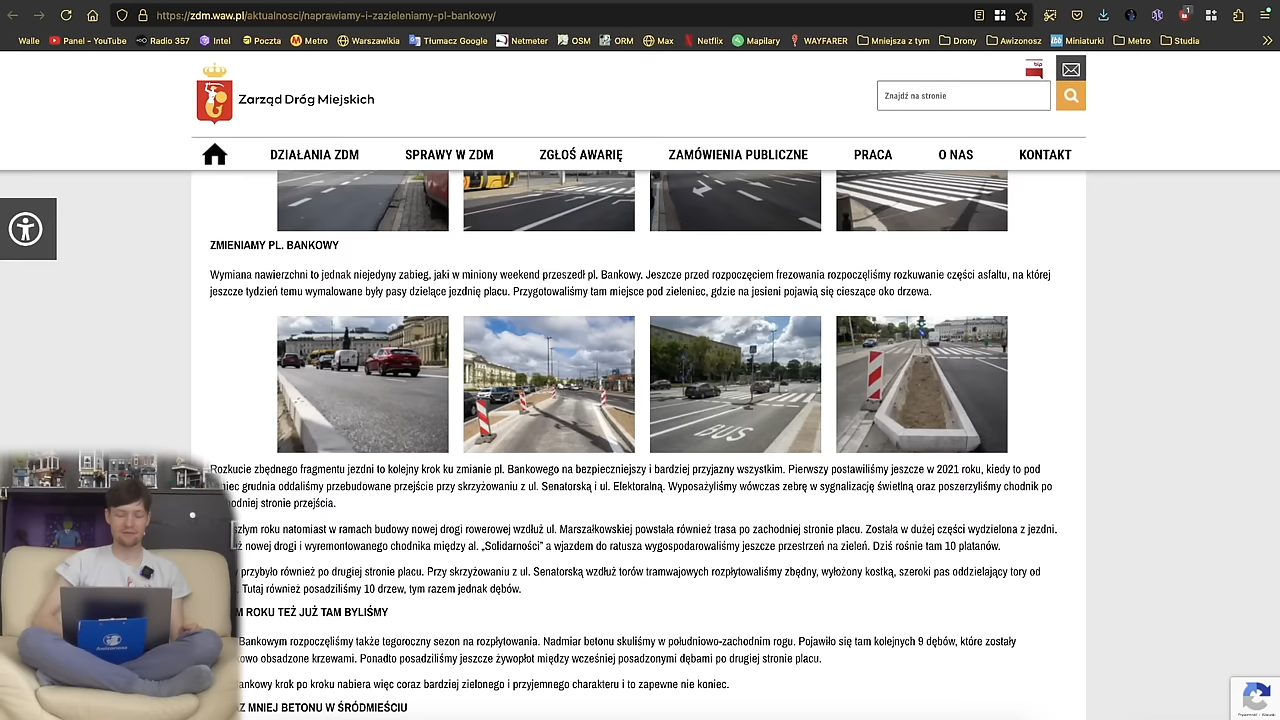 https://zdm.waw.pl/aktualnosci/naprawiamy-i-zazieleniamy-pl-bankowy/
Walle Panel - YouTube Radio 357 Intel Poczta Metro Warszawikia Tłumacz Google Netmeter OSM ORM Max Netflix Mapilary WAYFARER Mniejsza z tym Drony Awizonosz Miniaturki Metro Studia
bip
Zarząd Dróg Miejskich
Znajdź na stronie
DZIAŁANIA ZDM SPRAWY W ZDM ZGŁOŚ AWARIĘ ZAMÓWIENIA PUBLICZNE PRACA O NAS KONTAKT
ZMIENIAMY PL. BANKOWY
Wymiana nawierzchni to jednak niejedyny zabieg, jaki w miniony weekend przeszedł pl. Bankowy. Jeszcze przed rozpoczęciem frezowania rozpoczęliśmy rozkuwanie części asfaltu, na której
jeszcze tydzień temu wymalowane były pasy dzielące jezdnię placu. Przygotowaliśmy tam miejsce pod zieleniec, gdzie na jesieni pojawią się cieszące oko drzewa.
BUS
Rozkucie zbędnego fragmentu jezdni to kolejny krok ku zmianie pl. Bankowego na bezpieczniejszy i bardziej przyjazny wszystkim. Pierwszy postawiliśmy jeszcze w 2021 roku, kiedy to pod
iec grudnia oddaliśmy przebudowane przejście przy skrzyżowaniu z ul. Senatorską i ul. Elektoralną. Wyposażyliśmy wówczas zebrę w sygnalizację świetlną oraz poszerzyliśmy chodnik po
hodniej stronie przejścia.
szłym roku natomiast w ramach budowy nowej drogi rowerowej wzdłuż ul. Marszałkowskiej powstała również trasa po zachodniej stronie placu. Została w dużej części wydzielona z jezdni.
ż nowej drogi i wyremontowanego chodnika między al. „Solidarności” a wjazdem do ratusza wygospodarowaliśmy jeszcze przestrzeń na zieleń. Dziś rośnie tam 10 platanów.
przybyło również po drugiej stronie placu. Przy skrzyżowaniu z ul. Senatorską wzdłuż torów tramwajowych rozpłytowaliśmy zbędny, wyłożony kostką, szeroki pas oddzielający tory od
Tutaj również posadziliśmy 10 drzew, tym razem jednak dębów.
M ROKU TEŻ JUŻ TAM BYLIŚMY
Bankowym rozpoczęliśmy także tegoroczny sezon na rozpłytowania. Nadmiar betonu skuliśmy w południowo-zachodnim rogu. Pojawiło się tam kolejnych 9 dębów, które zostały
owo obsadzone krzewami. Ponadto posadziliśmy jeszcze żywopłot między wcześniej posadzonymi dębami po drugiej stronie placu.
ankowy krok po kroku nabiera więc coraz bardziej zielonego i przyjemnego charakteru i to zapewne nie koniec.
Z MNIEJ BETONU W ŚRÓDMIEŚCIU